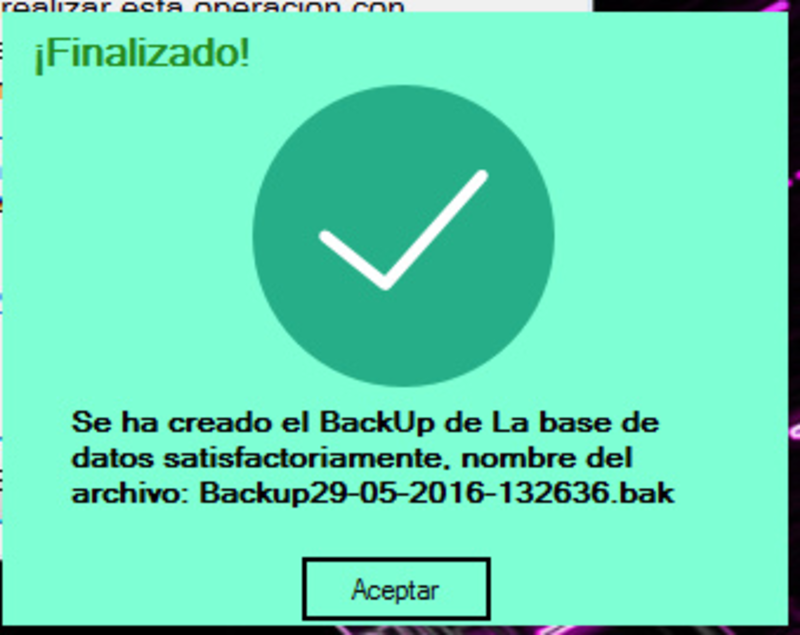 realizar esta operación con
¡Finalizado!
Se ha creado el BackUp de La base de
datos satisfactoriamente, nombre del
archivo: Backup29-05-2016-132636.bak
Aceptar